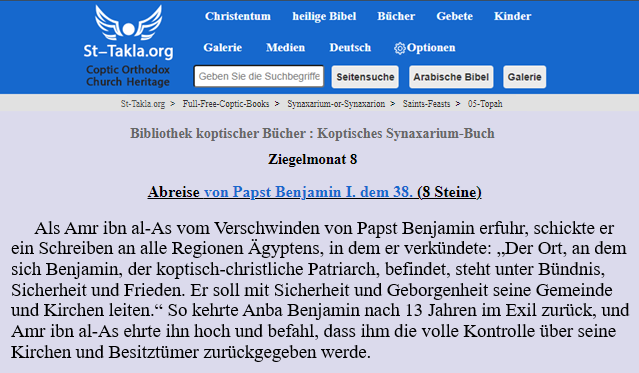 Christentum heilige Bibel Bücher Gebete Kinder
St-Takla.org
Galerie Medien Deutsch Optionen
Coptic Orthodox
Church Heritage
Geben Sie die Suchbegriffe
Seitensuche
Arabische Bibel
Galerie
St-Takla.org > Full-Free-Coptic-Books > Synaxarium-or-Synaxarion > Saints-Feasts > 05-Topah
Bibliothek koptischer Bücher : Koptisches Synaxarium-Buch
Ziegelmonat 8
Abreise von Papst Benjamin I. dem 38. (8 Steine)
Als Amr ibn al-As vom Verschwinden von Papst Benjamin erfuhr, schickte er
ein Schreiben an alle Regionen Ägyptens, in dem er verkündete: „Der Ort, an dem
sich Benjamin, der koptisch-christliche Patriarch, befindet, steht unter Bündnis,
Sicherheit und Frieden. Er soll mit Sicherheit und Geborgenheit seine Gemeinde
und Kirchen leiten.“ So kehrte Anba Benjamin nach 13 Jahren im Exil zurück, und
Amr ibn al-As ehrte ihn hoch und befahl, dass ihm die volle Kontrolle über seine
Kirchen und Besitztümer zurückgegeben werde.